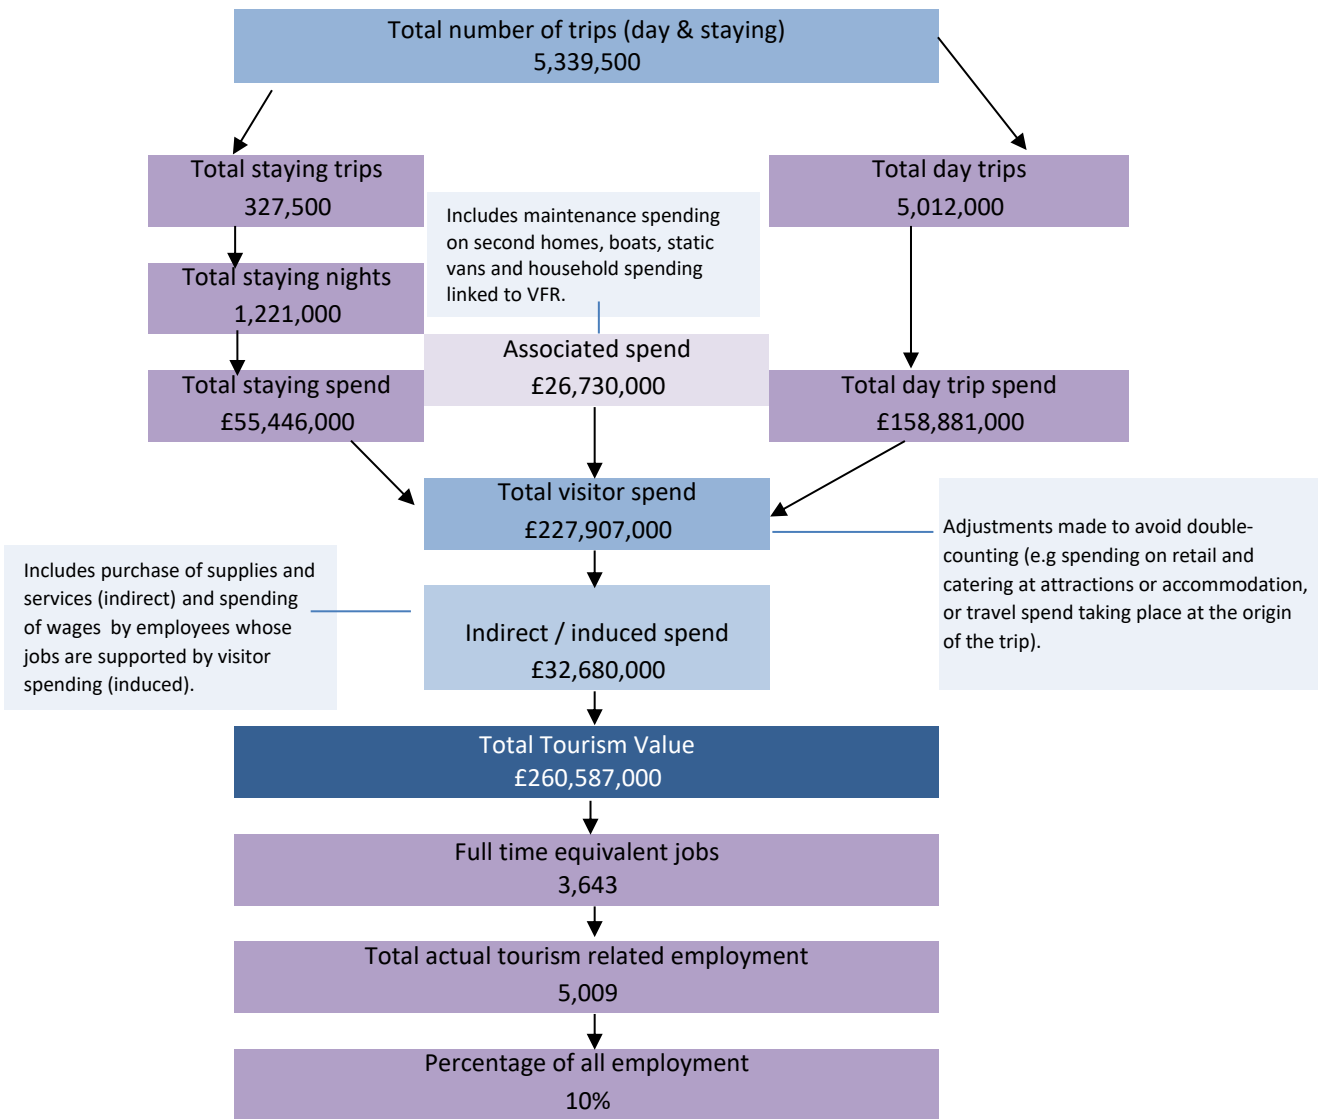 Total number of trips (day & staying)
5,339,500
Total staying trips
327,500
Total day trips
5,012,000
Includes maintenance spending
on second homes, boats, static
vans and household spending
linked to VFR.
Total staying nights
1,221,000
Associated spend
£26,730,000
Total staying spend
£55,446,000
Total day trip spend
£158,881,000
Total visitor spend
£227,907,000
Adjustments made to avoid double-
counting (e.g spending on retail and
catering at attractions or accommodation,
or travel spend taking place at the origin
of the trip).
Includes purchase of supplies and
services (indirect) and spending
of wages by employees whose
jobs are supported by visitor
spending (induced).
Indirect / induced spend
£32,680,000
Total Tourism Value
£260,587,000
Full time equivalent jobs
3,643
Total actual tourism related employment
5,009
Percentage of all employment
10%